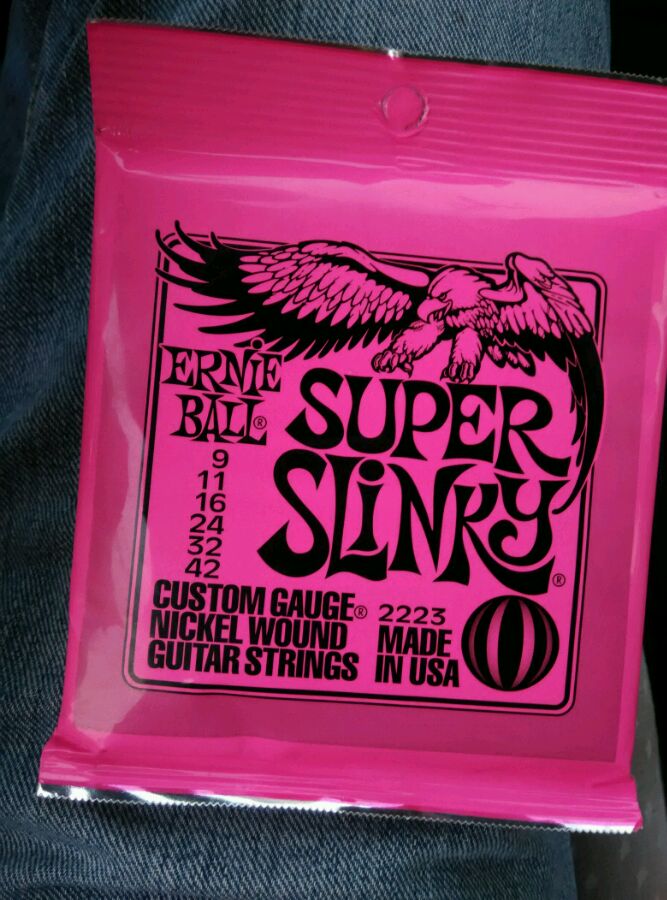 ERNIE
BALL®
SUPER
SLINKY®
9
11
16
24
32
42
CUSTOM GAUGE®
NICKEL WOUND
GUITAR STRINGS
2223
MADE
IN USA